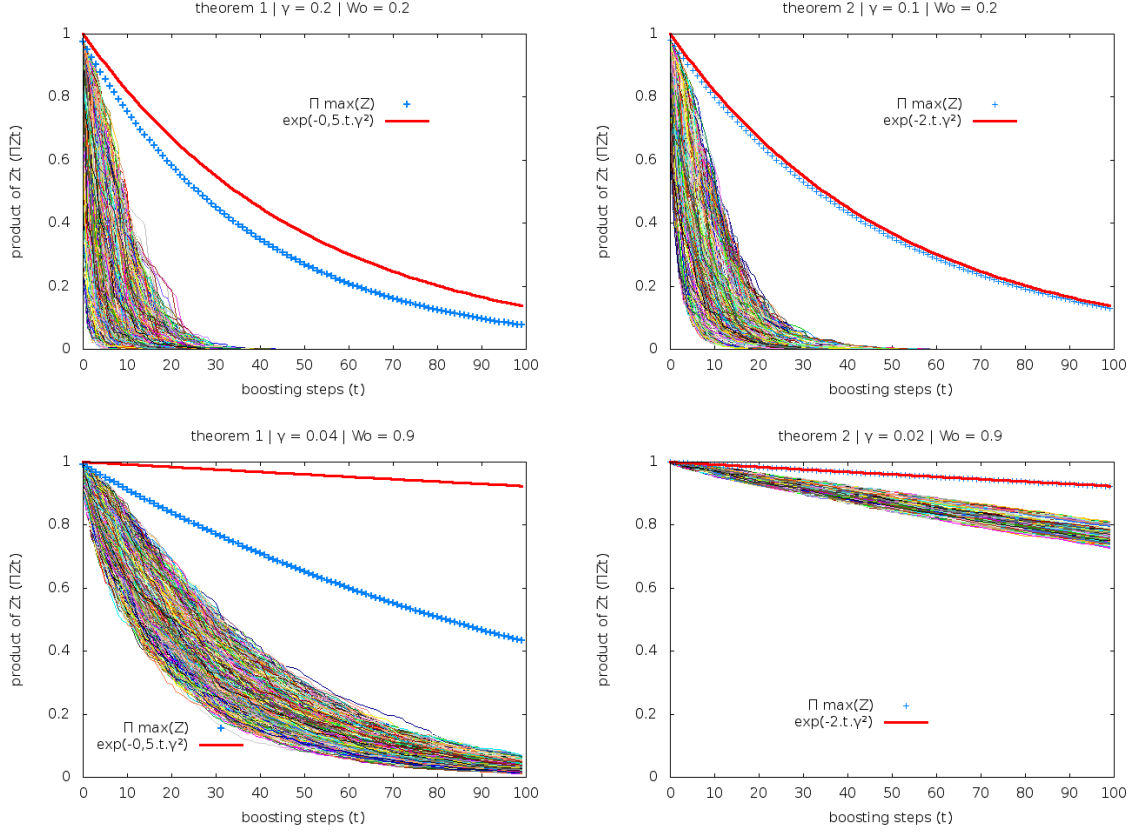 theorem 1 | γ = 0.2 | Wo = 0.2
product of Zt (ΠZt)
1
0.8
0.6
0.4
0.2
0
Π max(Z)
exp(-0,5.t.γ²)
0 10 20 30 40 50 60 70 80 90 100
boosting steps (t)
theorem 2 | γ = 0.1 | Wo = 0.2
product of Zt (ΠZt)
1
0.8
0.6
0.4
0.2
0
Π max(Z)
exp(-2.t.γ²)
0 10 20 30 40 50 60 70 80 90 100
boosting steps (t)
theorem 1 | γ = 0.04 | Wo = 0.9
product of Zt (ΠZt)
1
0.8
0.6
0.4
0.2
0
Π max(Z)
exp(-0,5.t.γ²)
0 10 20 30 40 50 60 70 80 90 100
boosting steps (t)
theorem 2 | γ = 0.02 | Wo = 0.9
product of Zt (ΠZt)
1
0.8
0.6
0.4
0.2
0
Π max(Z)
exp(-2.t.γ²)
0 10 20 30 40 50 60 70 80 90 100
boosting steps (t)